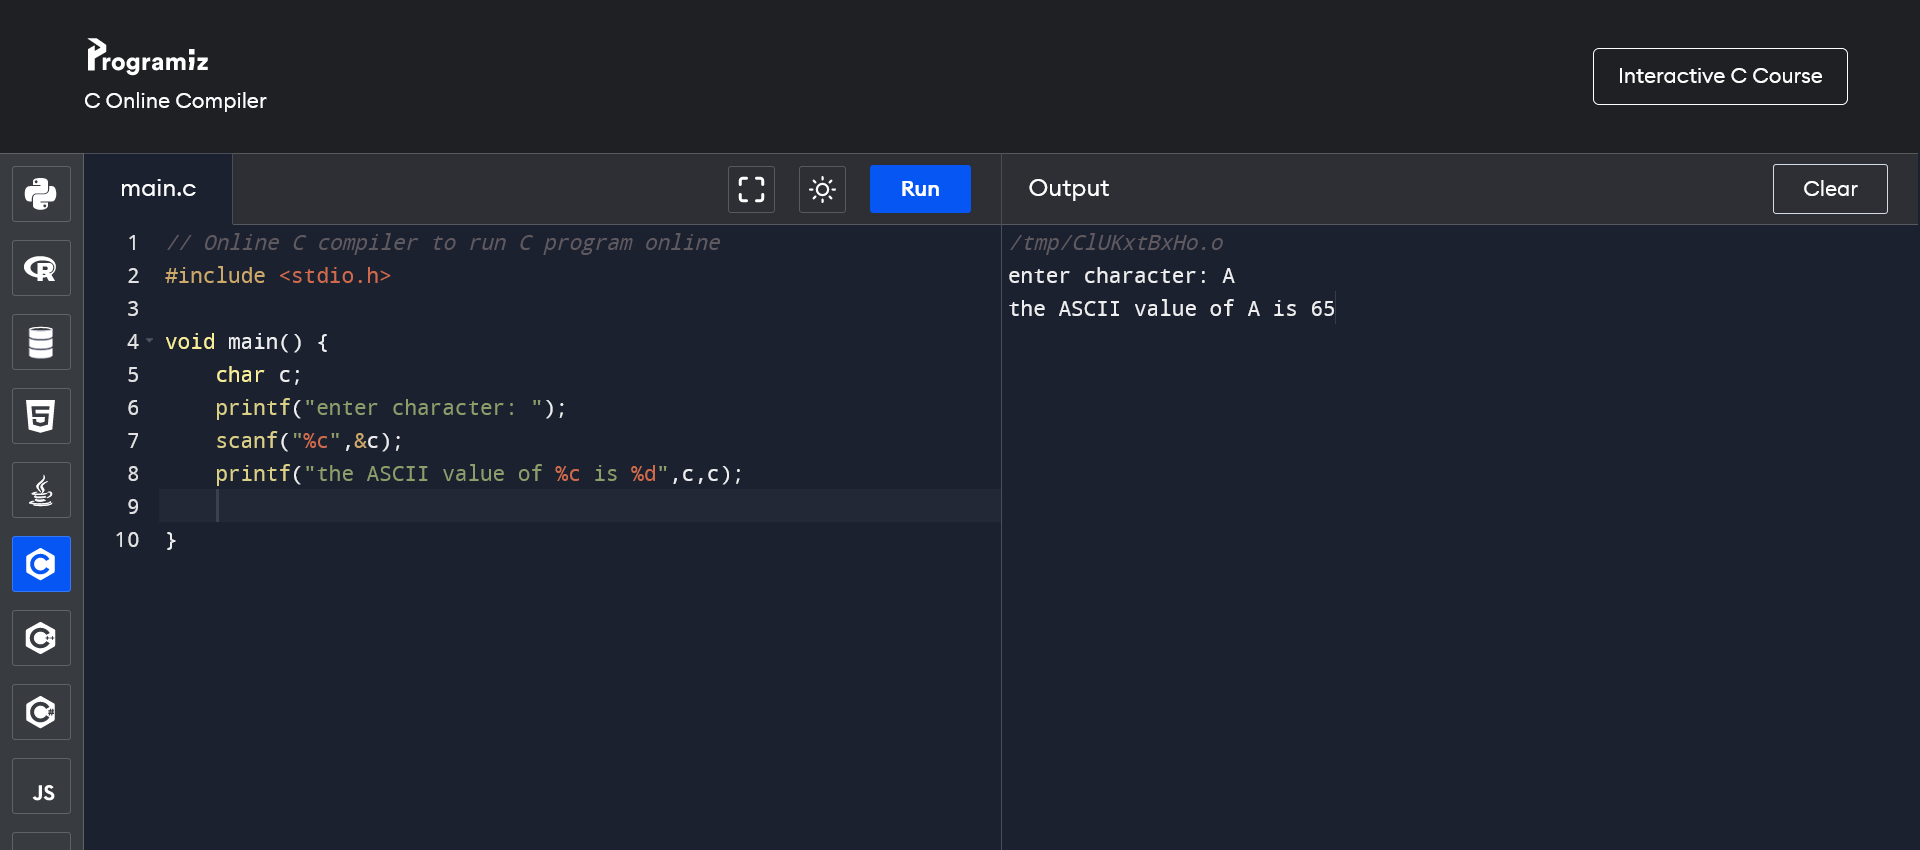 Programiz
C Online Compiler
Interactive C Course
main.c
Run
Output
Clear
1 // Online C compiler to run C program online
2 #include <stdio.h>
3
4 void main() {
5     char c;
6     printf("enter character: ");
7     scanf("%c",&c);
8     printf("the ASCII value of %c is %d",c,c);
9
10 }
/tmp/ClUKxtBxHo.o
enter character: A
the ASCII value of A is 65
R
5
C
C++
C#
JS